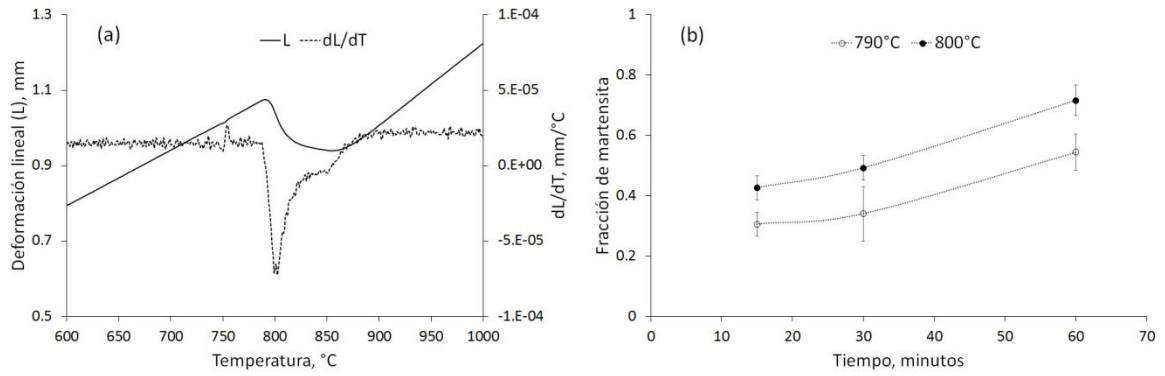 (a)
L dL/dT
1.3
1.1
0.9
0.7
0.5
Deformación lineal (L), mm
1.E-04
5.E-05
0.E+00
-5.E-05
-1.E-04
dL/dT, mm/°C
600 650 700 750 800 850 900 950 1000
Temperatura, °C
(b)
790°C 800°C
1
0.8
0.6
0.4
0.2
0
Fracción de martensita
0 10 20 30 40 50 60 70
Tiempo, minutos